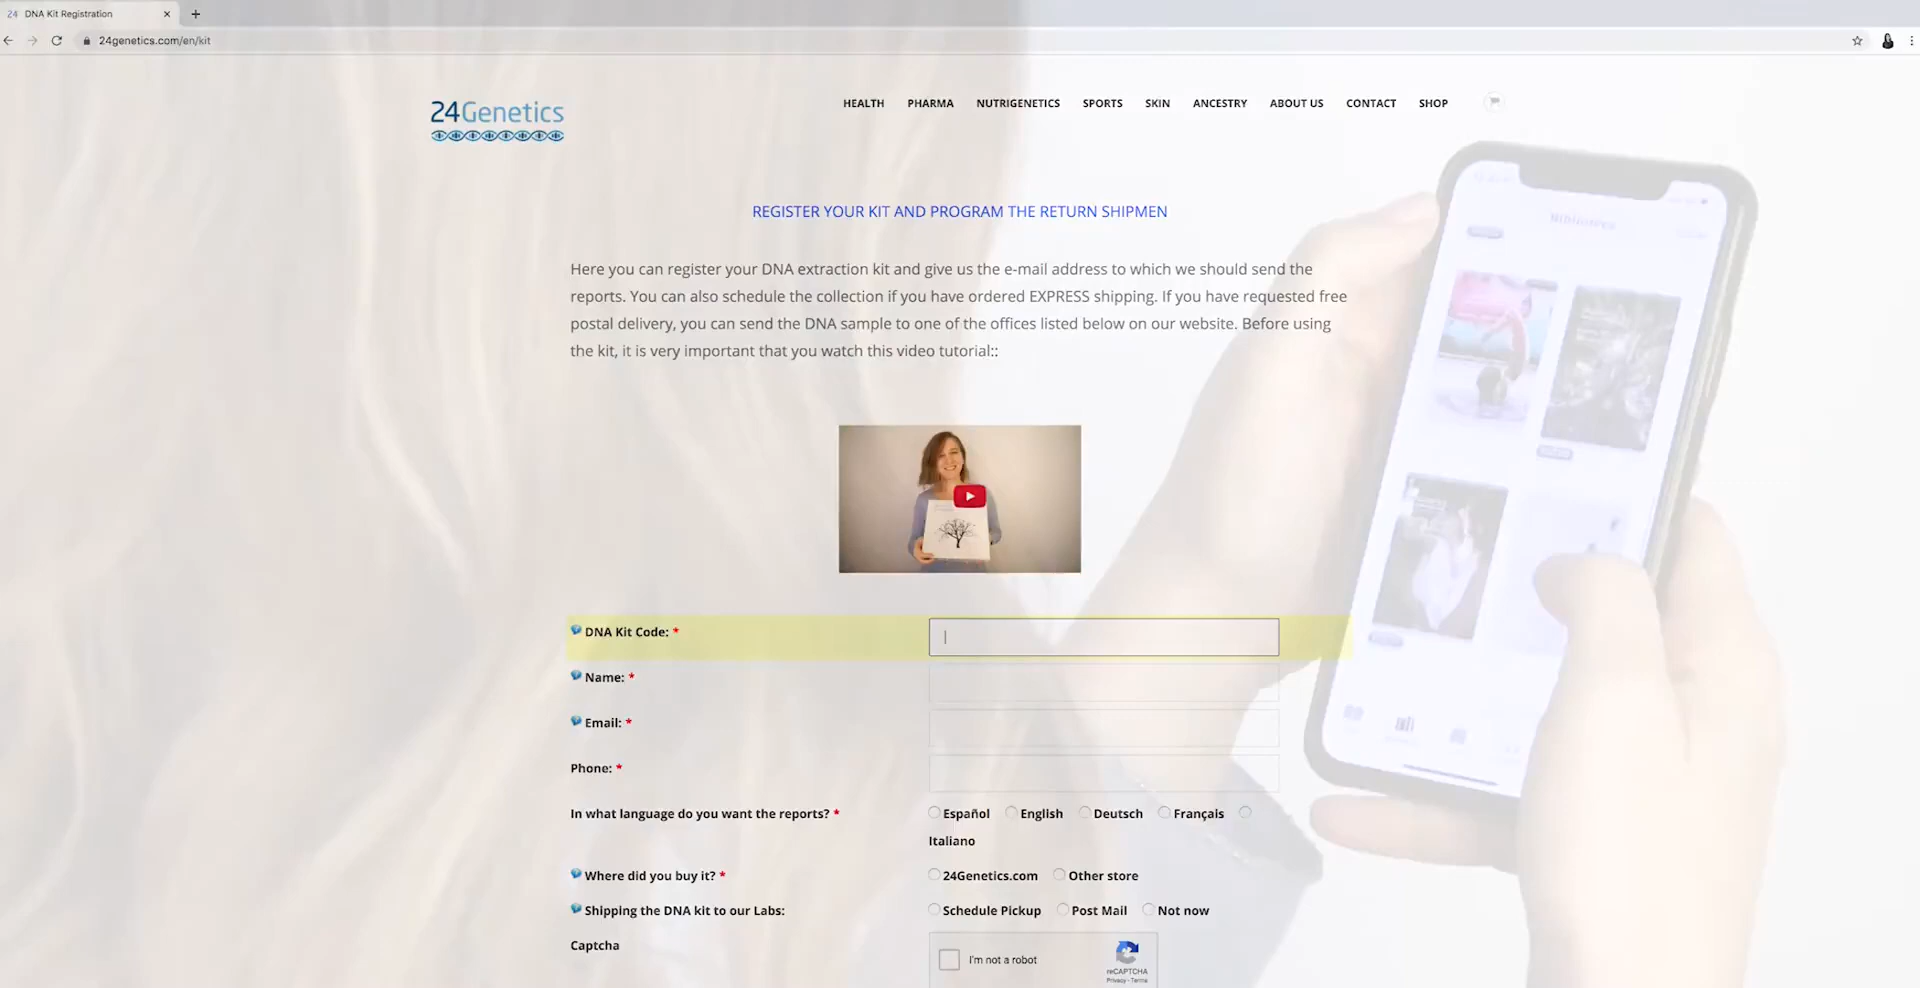 24 DNA Kit Registration
24genetics.com/en/kit
24Genetics
HEALTH PHARMA NUTRIGENETICS SPORTS SKIN ANCESTRY ABOUT US CONTACT SHOP
REGISTER YOUR KIT AND PROGRAM THE RETURN SHIPMEN
Here you can register your DNA extraction kit and give us the e-mail address to which we should send the
reports. You can also schedule the collection if you have ordered EXPRESS shipping. If you have requested free
postal delivery, you can send the DNA sample to one of the offices listed below on our website. Before using
the kit, it is very important that you watch this video tutorial::
DNA Kit Code: *
Name: *
Email: *
Phone: *
In what language do you want the reports? * Español English Deutsch Français
Italiano
Where did you buy it? * 24Genetics.com Other store
Shipping the DNA kit to our Labs: Schedule Pickup Post Mail Not now
Captcha
I'm not a robot
reCAPTCHA
Privacy - Terms